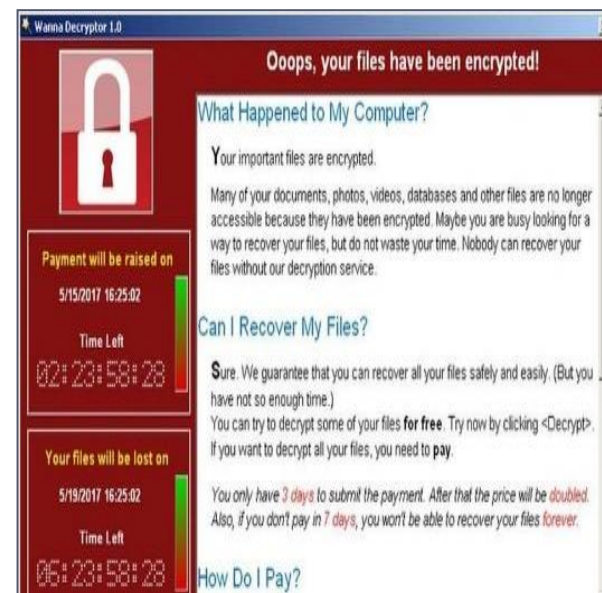 Wanna Decryptor 1.0
Ooops, your files have been encrypted!
Payment will be raised on
5/15/2017 16:25:02
Time Left
02:23:58:28
Your files will be lost on
5/19/2017 16:25:02
Time Left
06:23:58:28
What Happened to My Computer?
Your important files are encrypted.
Many of your documents, photos, videos, databases and other files are no longer
accessible because they have been encrypted. Maybe you are busy looking for a
way to recover your files, but do not waste your time. Nobody can recover your
files without our decryption service.
Can I Recover My Files?
Sure. We guarantee that you can recover all your files safely and easily. (But you
have not so enough time.)
You can try to decrypt some of your files for free. Try now by clicking <Decrypt>.
If you want to decrypt all your files, you need to pay.
You only have 3 days to submit the payment. After that the price will be doubled.
Also, if you don't pay in 7 days, you won't be able to recover your files forever.
How Do I Pay?